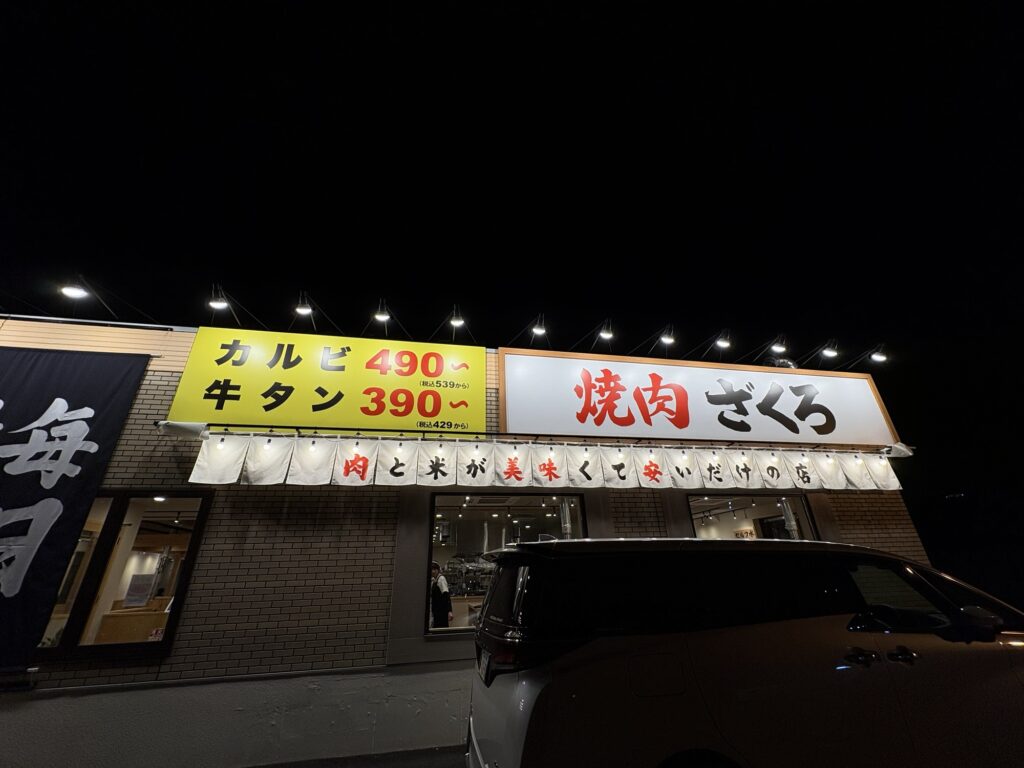 カルビ 490~
(税込539から)
牛タン 390~
(税込429から)
焼肉 ざくろ
肉と米が美味くて安いだけの店
毎